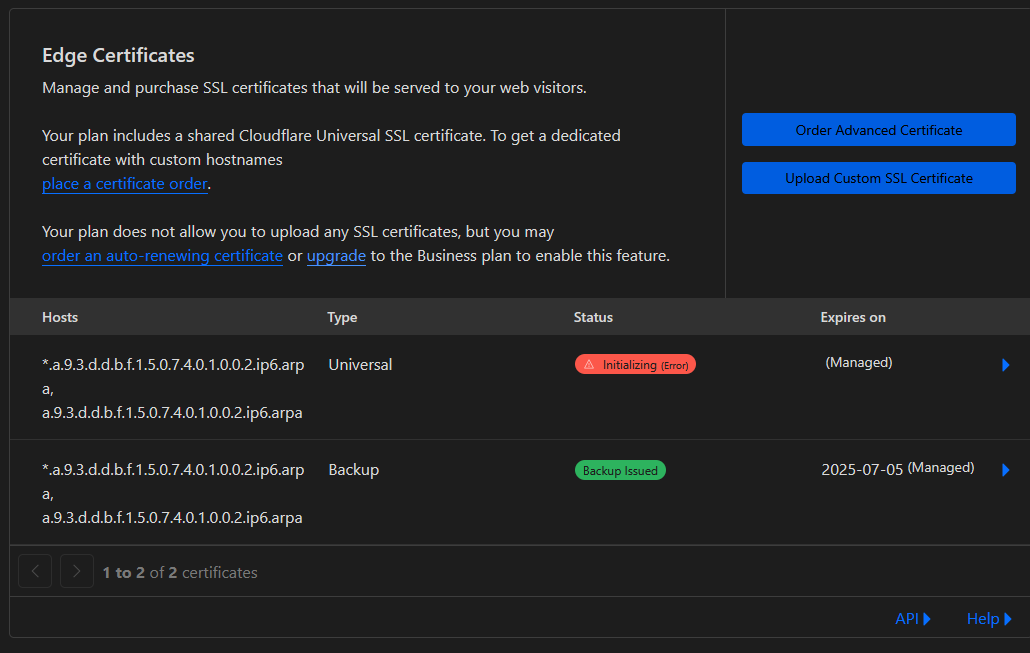 Edge Certificates
Manage and purchase SSL certificates that will be served to your web visitors.
Your plan includes a shared Cloudflare Universal SSL certificate. To get a dedicated
certificate with custom hostnames
place a certificate order.
Your plan does not allow you to upload any SSL certificates, but you may
order an auto-renewing certificate or upgrade to the Business plan to enable this feature.
Order Advanced Certificate
Upload Custom SSL Certificate
Hosts Type Status Expires on
*.a.9.3.d.d.b.f.1.5.0.7.4.0.1.0.0.2.ip6.arp Universal Initializing (Error) (Managed)
a,
a.9.3.d.d.b.f.1.5.0.7.4.0.1.0.0.2.ip6.arpa
*.a.9.3.d.d.b.f.1.5.0.7.4.0.1.0.0.2.ip6.arp Backup Backup Issued 2025-07-05 (Managed)
a,
a.9.3.d.d.b.f.1.5.0.7.4.0.1.0.0.2.ip6.arpa
1 to 2 of 2 certificates
API Help